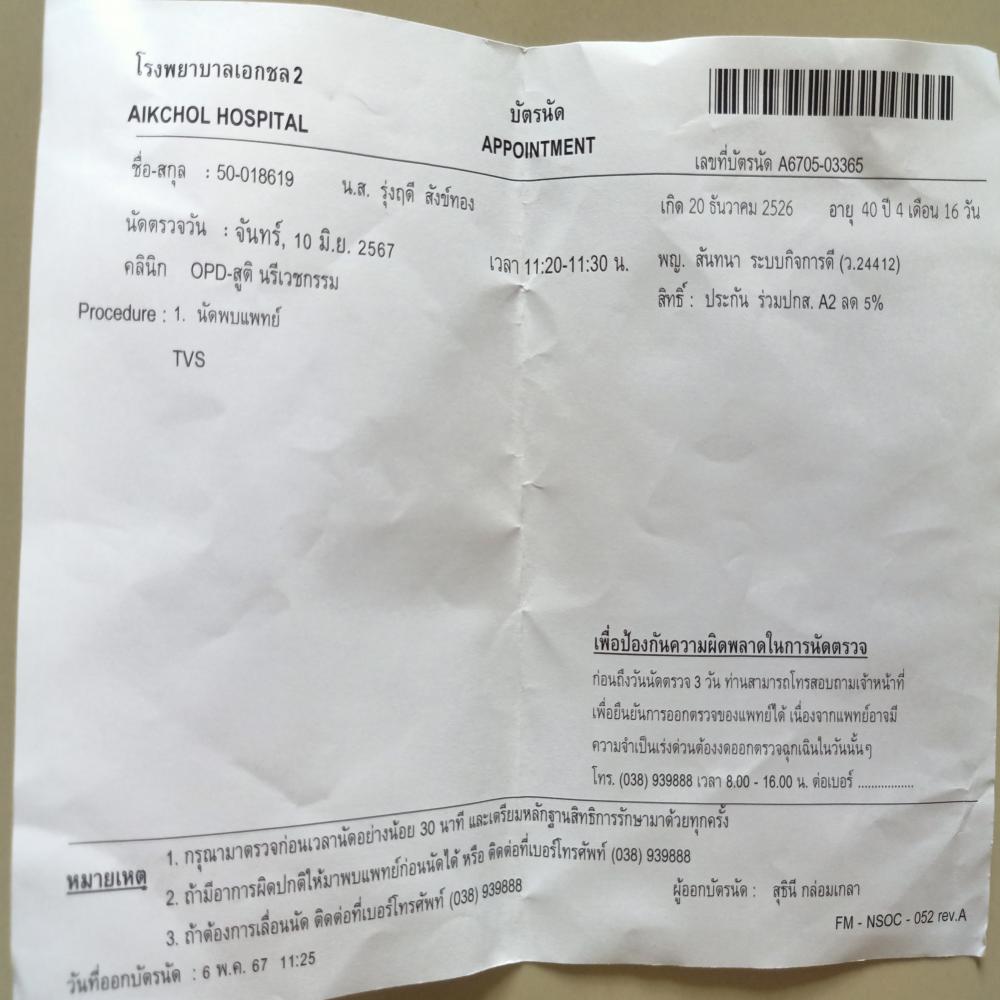 โรงพยาบาลเอกชล2
AIKCHOL HOSPITAL
บัตรนัด
APPOINTMENT
เลขที่บัตรนัด A6705-03365
ชื่อ-สกุล : 50-018619 น.ส. รุ่งฤดี สังข์ทอง
เกิด 20 ธันวาคม 2526 อายุ 40 ปี 4 เดือน 16 วัน
นัดตรวจวัน : จันทร์, 10 มิ.ย. 2567 เวลา 11:20-11:30 น. พญ. สันทนา ระบบกิจการดี (ว.24412)
คลินิก OPD-สูติ นรีเวชกรรม
สิทธิ์ : ประกัน ร่วมปกส. A2 ลด 5%
Procedure : 1. นัดพบแพทย์
TVS
เพื่อป้องกันความผิดพลาดในการนัดตรวจ
ก่อนถึงวันนัดตรวจ 3 วัน ท่านสามารถโทรสอบถามเจ้าหน้าที่
เพื่อยืนยันการออกตรวจของแพทย์ได้ เนื่องจากแพทย์อาจมี
ความจำเป็นเร่งด่วนต้องงดออกตรวจฉุกเฉินในวันนั้นๆ
โทร. (038) 939888 เวลา 8.00 - 16.00 น. ต่อเบอร์ .................
หมายเหตุ 1. กรุณามาตรวจก่อนเวลานัดอย่างน้อย 30 นาที และเตรียมหลักฐานสิทธิการรักษามาด้วยทุกครั้ง
2. ถ้ามีอาการผิดปกติให้มาพบแพทย์ก่อนนัดได้ หรือ ติดต่อที่เบอร์โทรศัพท์ (038) 939888
3. ถ้าต้องการเลื่อนนัด ติดต่อที่เบอร์โทรศัพท์ (038) 939888
ผู้ออกบัตรนัด : สุธินี กล่อมเกลา
FM - NSOC - 052 rev.A
วันที่ออกบัตรนัด : 6 พ.ค. 67 11:25